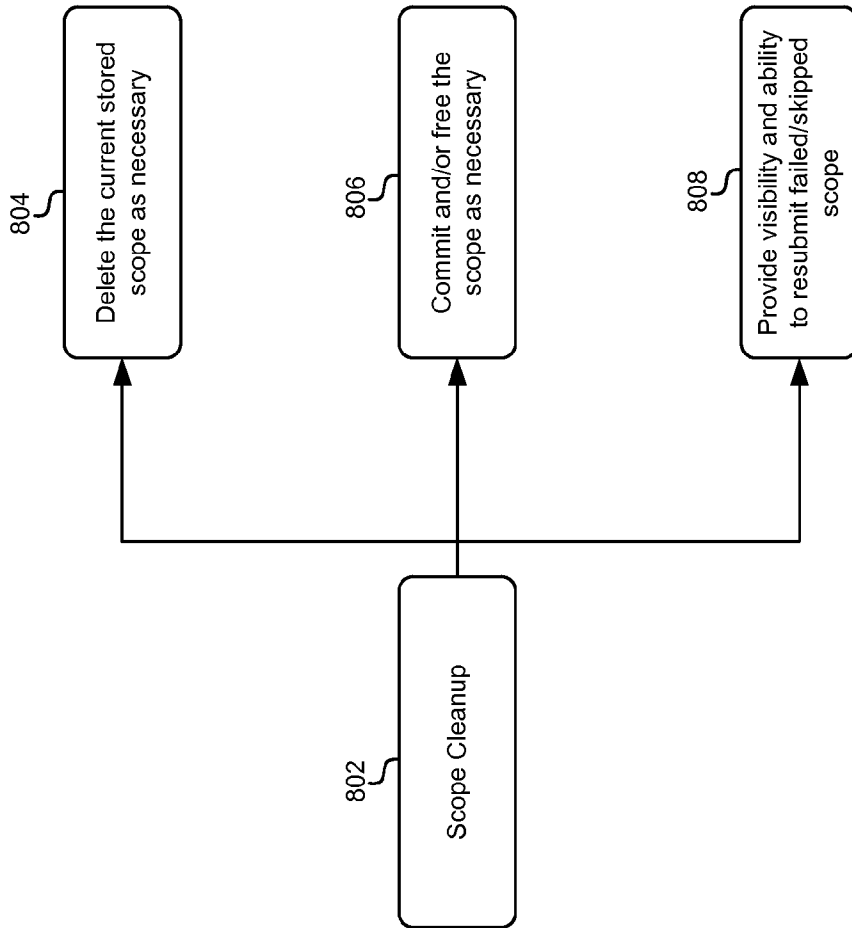 802
Scope Cleanup
804
Delete the current stored
scope as necessary
806
Commit and/or free the
scope as necessary
808
Provide visibility and ability
to resubmit failed/skipped
scope